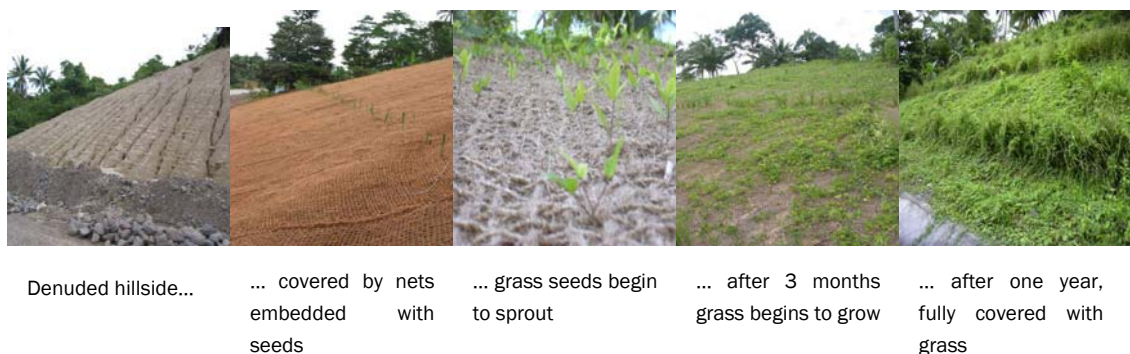 Denuded hillside...
... covered by nets
embedded with
seeds
... grass seeds begin
to sprout
... after 3 months
grass begins to grow
... after one year,
fully covered with
grass